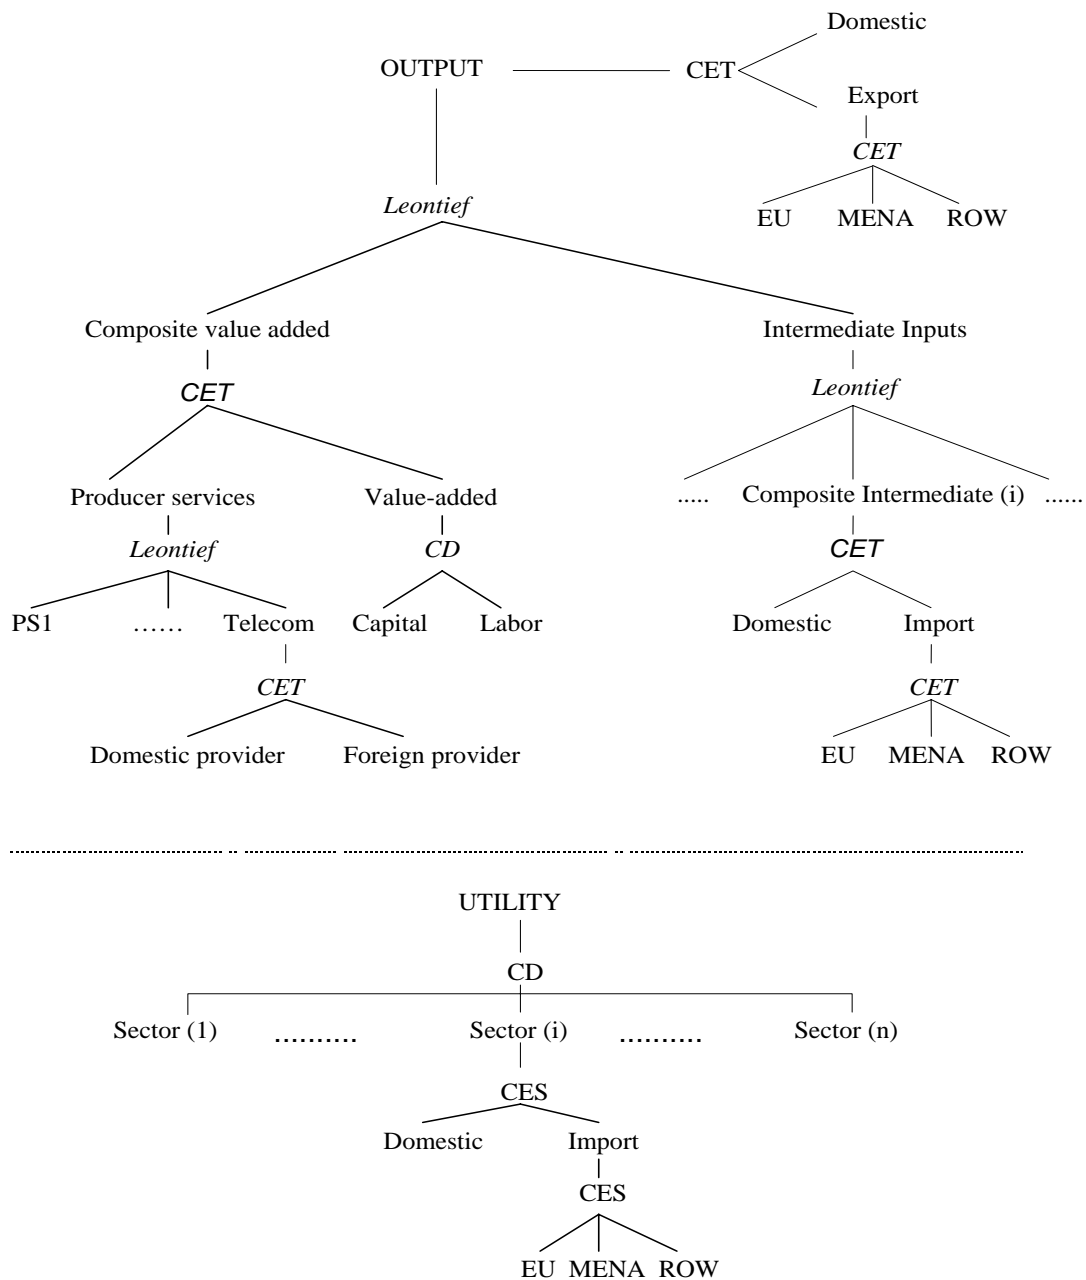 Domestic
OUTPUT CET
Export
CET
EU MENA ROW
Leontief
Composite value added Intermediate Inputs
CET Leontief
Producer services Value-added ..... Composite Intermediate (i) ......
Leontief CD CET
PS1 …… Telecom Capital Labor Domestic Import
CET CET
Domestic provider Foreign provider EU MENA ROW
UTILITY
CD
Sector (1) .......... Sector (i) .......... Sector (n)
CES
Domestic Import
CES
EU MENA ROW